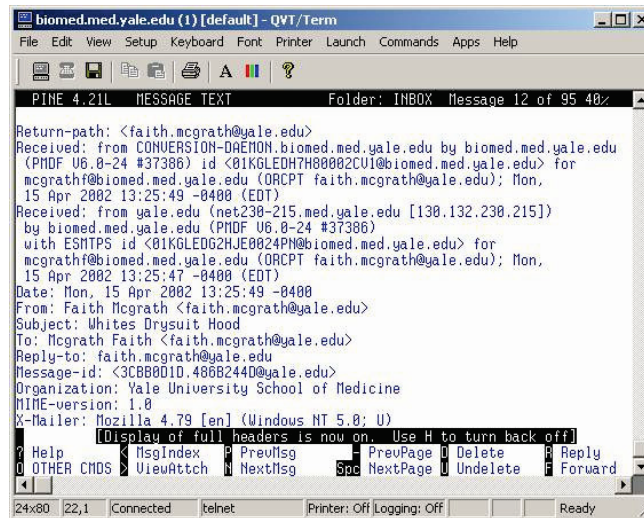 biomed.med.yale.edu (1) [default] - QVT/Term
File Edit View Setup Keyboard Font Printer Launch Commands Apps Help
PINE 4.21L MESSAGE TEXT Folder: INBOX Message 12 of 95 40%
Return-path: <faith.mcgrath@yale.edu>
Received: from CONVERSION-DAEMON.biomed.med.yale.edu by biomed.med.yale.edu
(PMDF V6.0-24 #37386) id <01KGLEDH7H80002CV1@biomed.med.yale.edu> for
mcgrathf@biomed.med.yale.edu (ORCPT faith.mcgrath@yale.edu); Mon,
15 Apr 2002 13:25:49 -0400 (EDT)
Received: from yale.edu (net230-215.med.yale.edu [130.132.230.215])
by biomed.med.yale.edu (PMDF V6.0-24 #37386)
with ESMTPS id <01KGLEDG2HJE0024PN@biomed.med.yale.edu> for
mcgrathf@biomed.med.yale.edu (ORCPT faith.mcgrath@yale.edu); Mon,
15 Apr 2002 13:25:47 -0400 (EDT)
Date: Mon, 15 Apr 2002 13:25:49 -0400
From: Faith Mcgrath <faith.mcgrath@yale.edu>
Subject: Whites Drysuit Hood
To: Mcgrath Faith <faith.mcgrath@yale.edu>
Reply-to: faith.mcgrath@yale.edu
Message-id: <3CBB0D1D.486B244D@yale.edu>
Organization: Yale University School of Medicine
MIME-version: 1.0
X-Mailer: Mozilla 4.79 [en] (Windows NT 5.0; U)
[Display of full headers is now on. Use H to turn back off]
? Help < MsgIndex P PrevMsg - PrevPage D Delete R Reply
O OTHER CMDS > ViewAttch N NextMsg Spc NextPage U Undelete F Forward
24x80 22,1 Connected telnet Printer: Off Logging: Off Ready